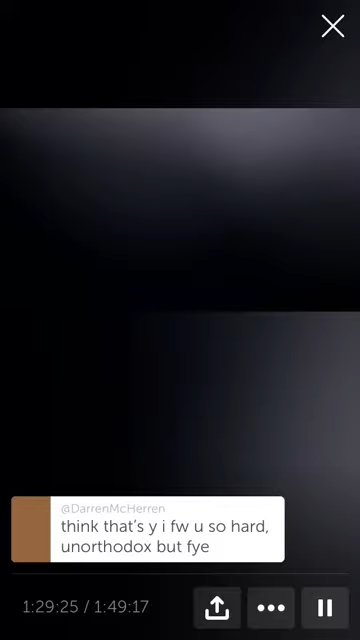 @DarrenMcHerren
think that's y i fw u so hard,
unorthodox but fye
1:29:25 / 1:49:17